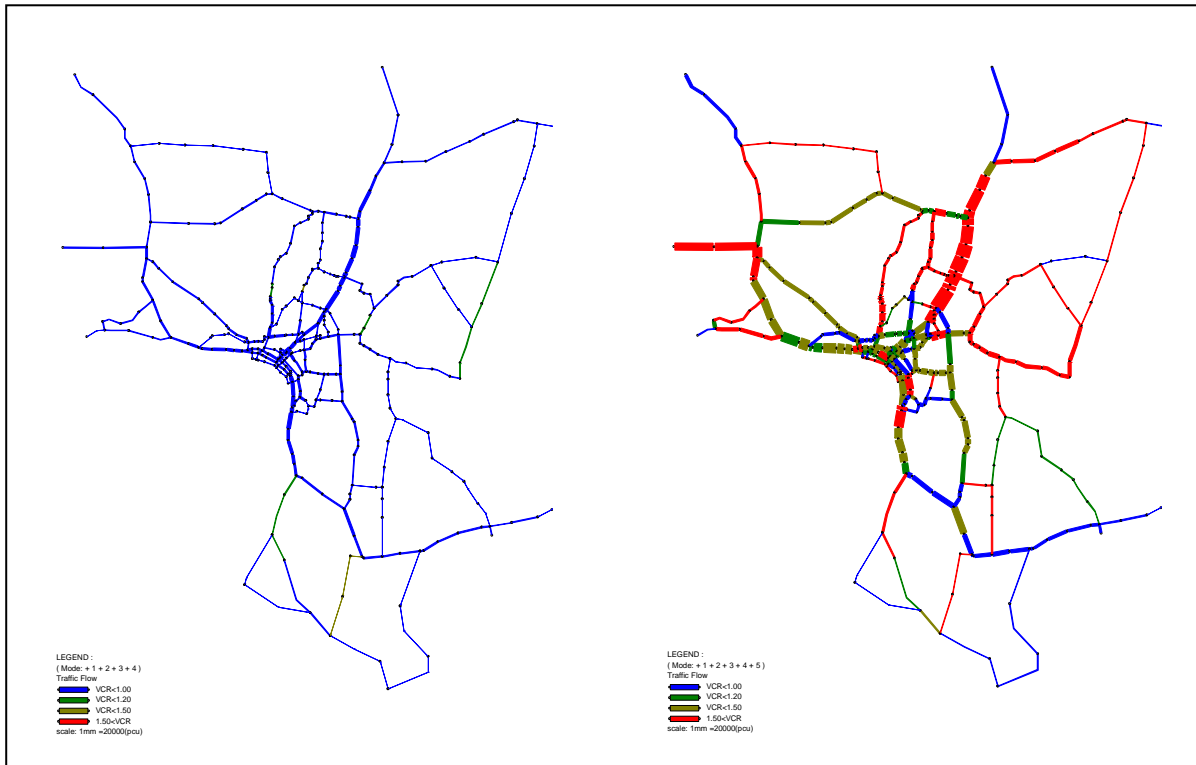 LEGEND :
( Mode: + 1 + 2 + 3 + 4 )
Traffic Flow
VCR<1.00
VCR<1.20
VCR<1.50
1.50<VCR
scale: 1mm =20000(pcu)
LEGEND :
( Mode: + 1 + 2 + 3 + 4 + 5 )
Traffic Flow
VCR<1.00
VCR<1.20
VCR<1.50
1.50<VCR
scale: 1mm =20000(pcu)